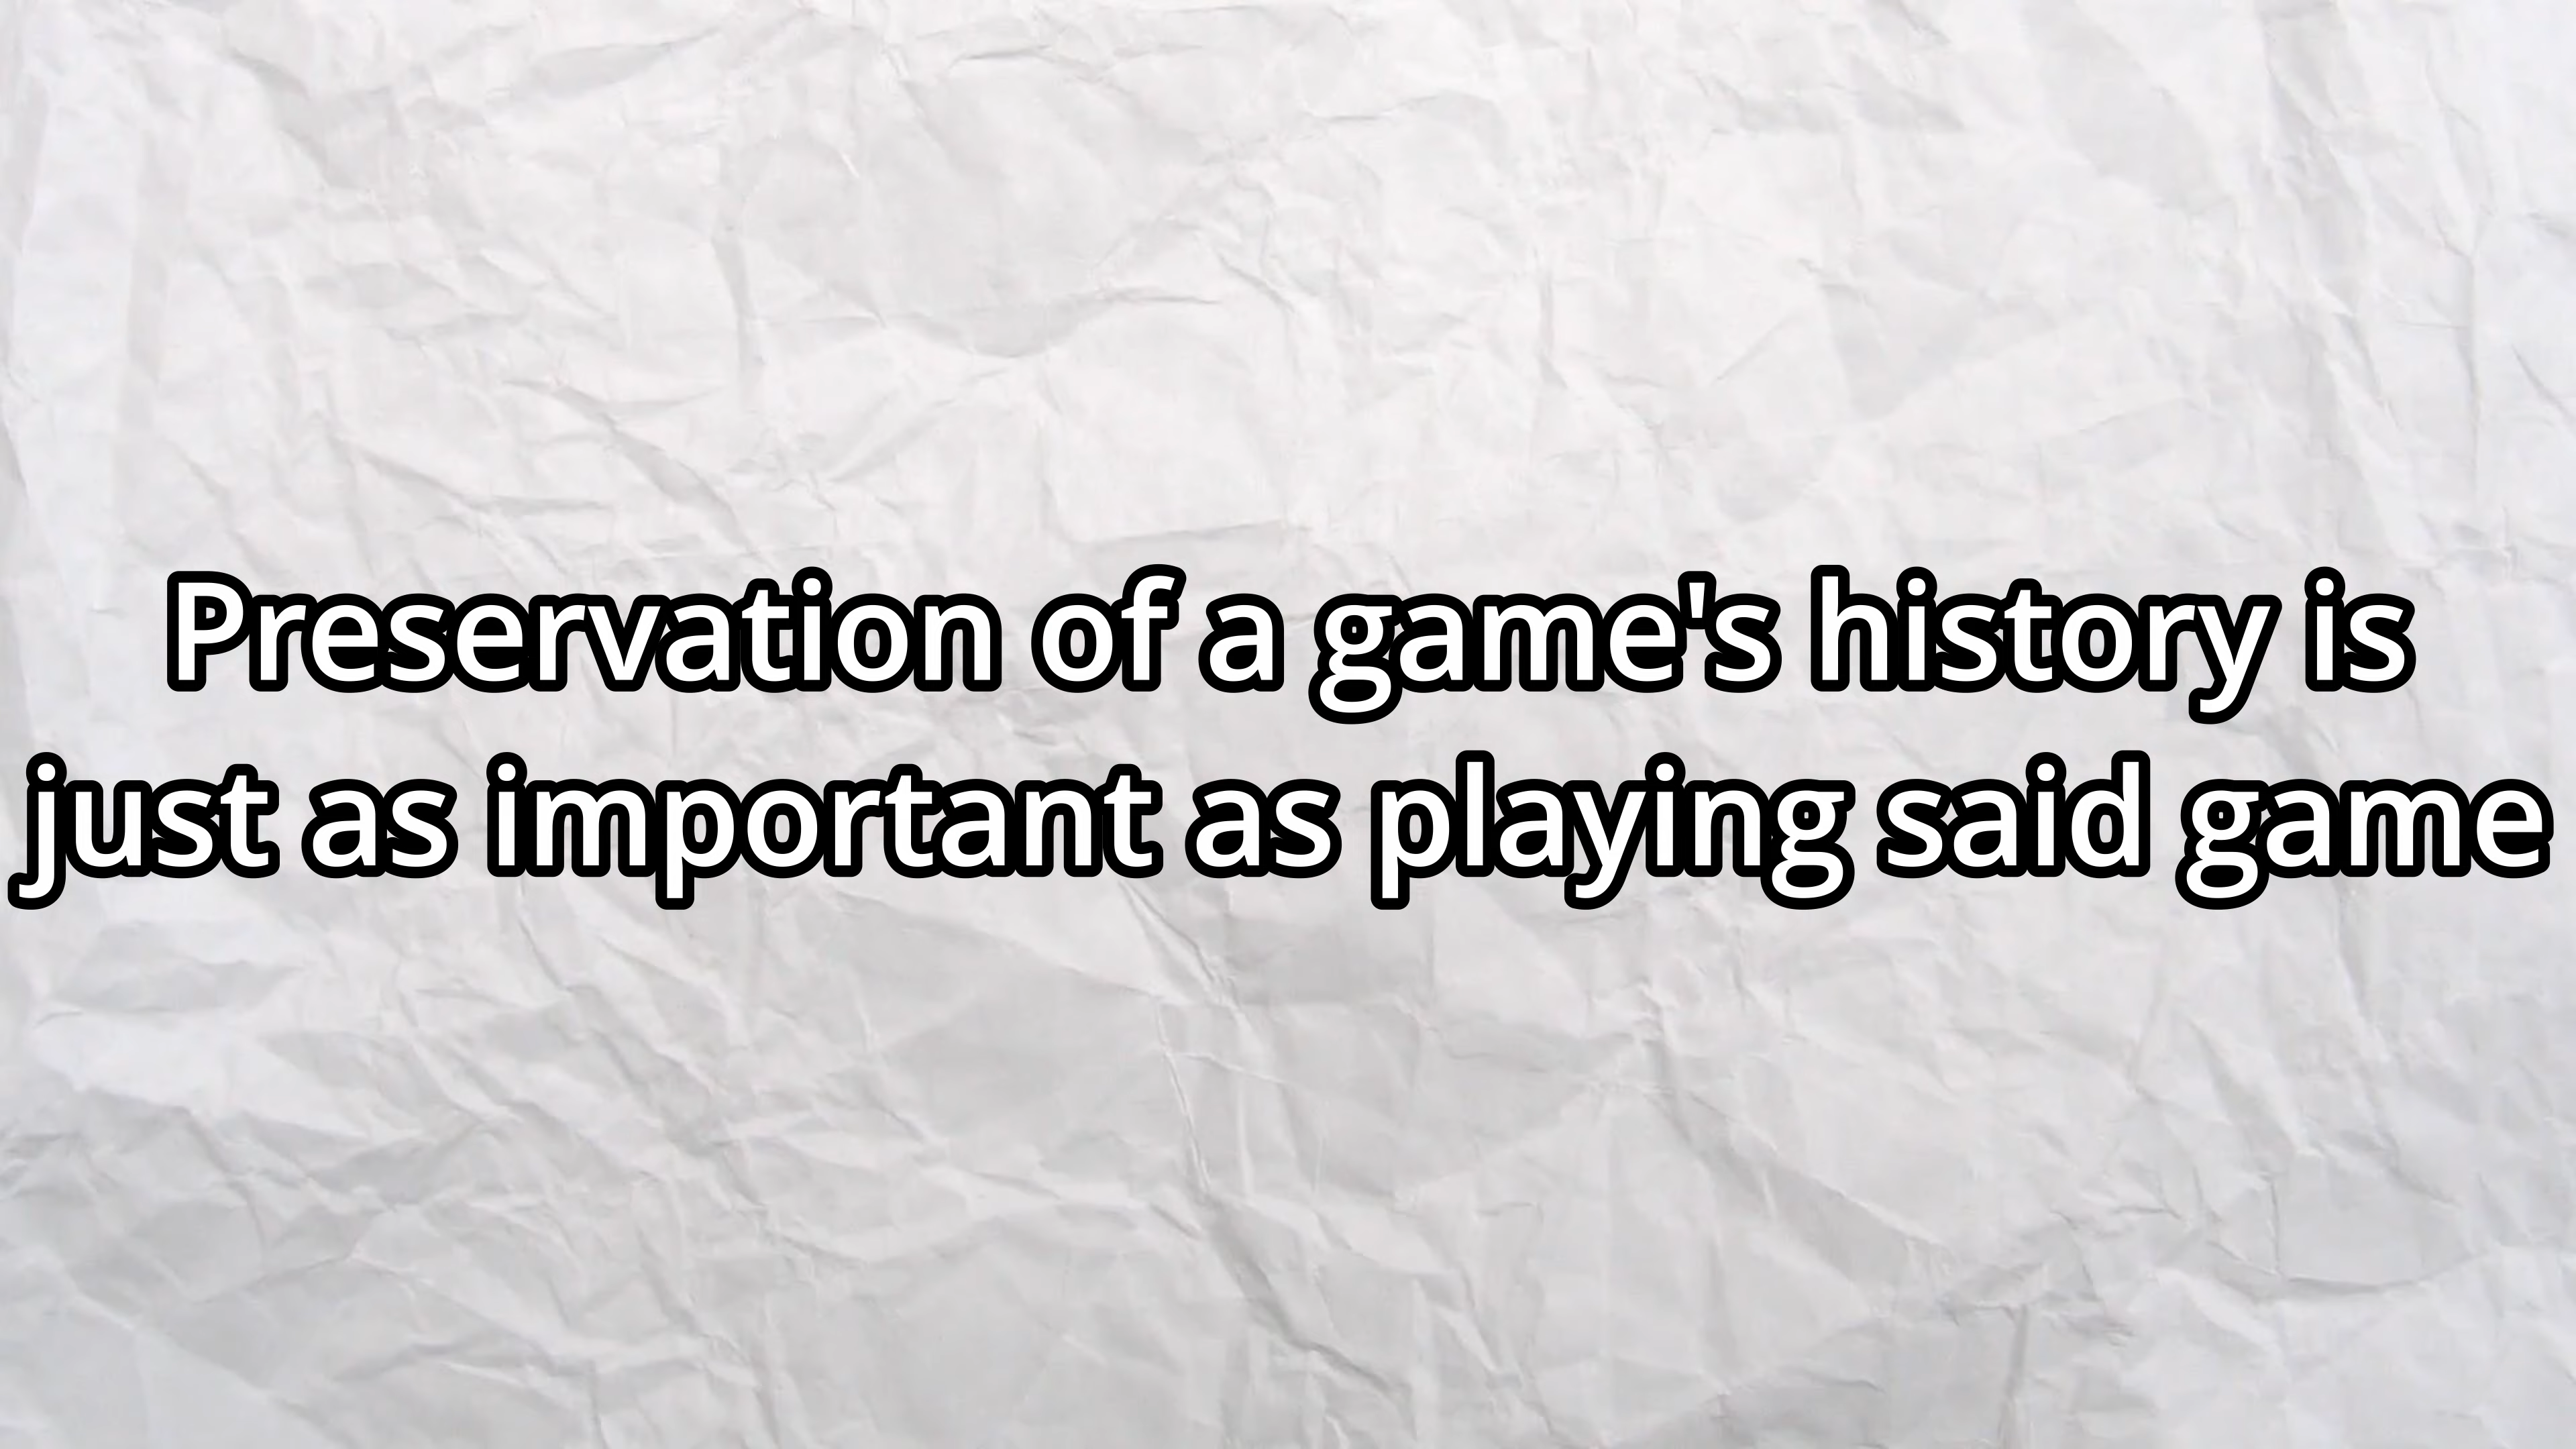 Preservation of a game's history is
just as important as playing said game